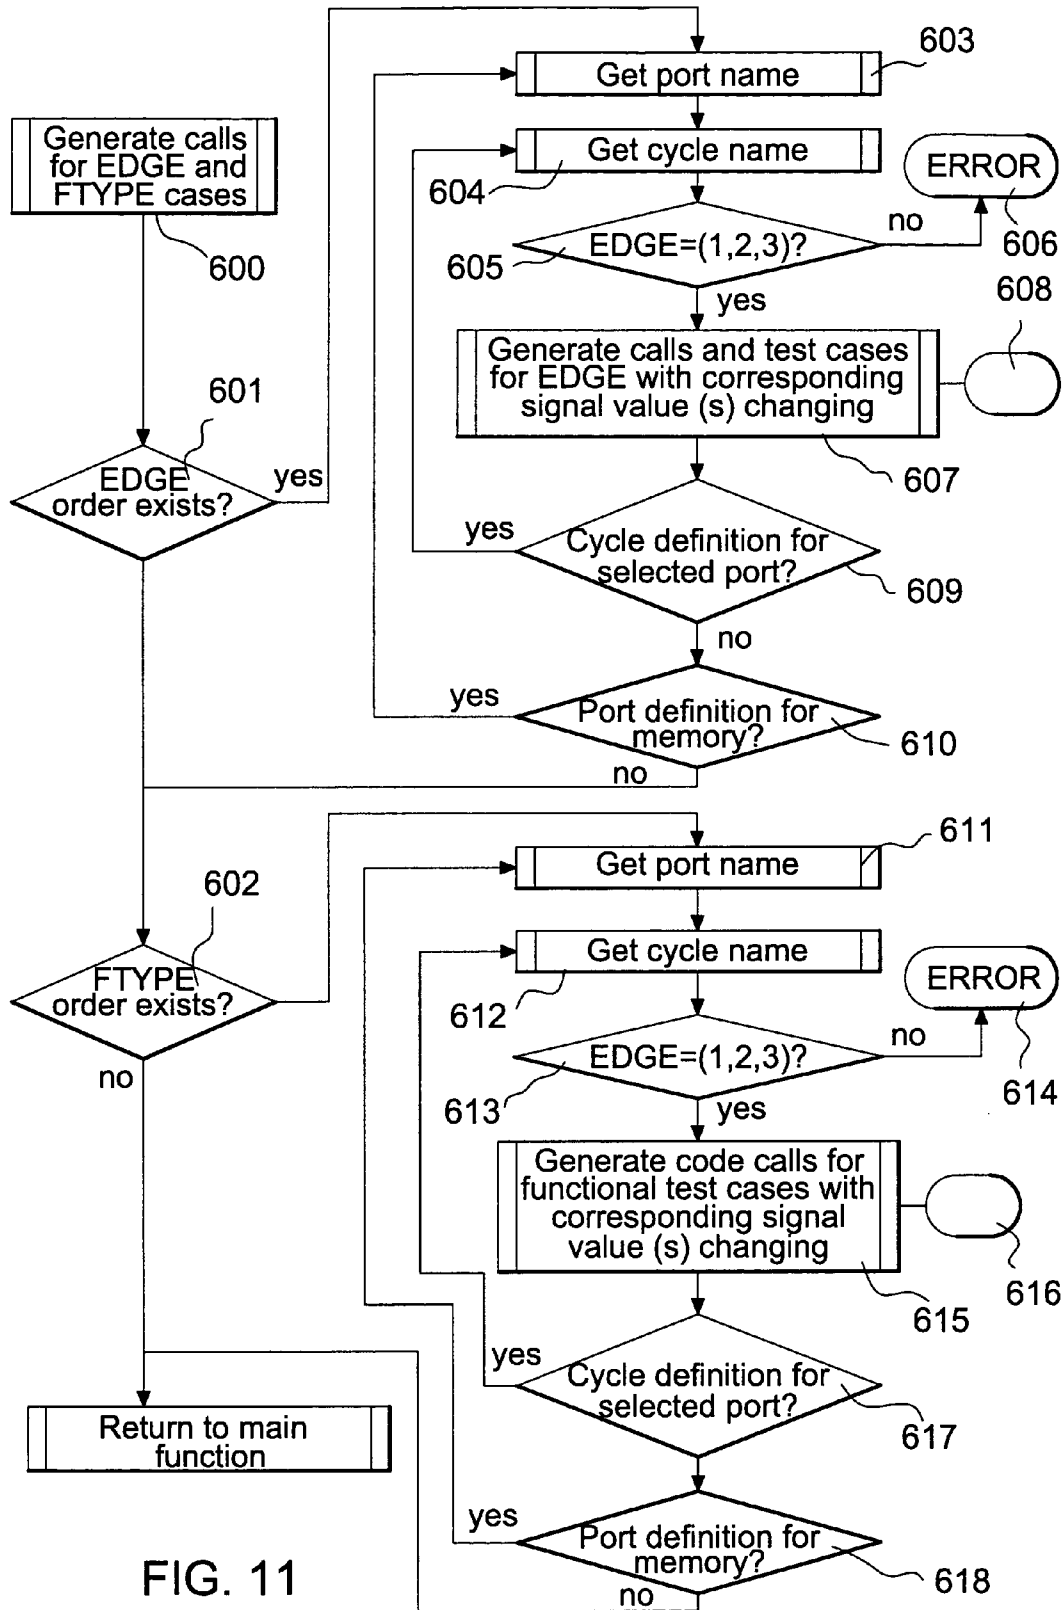 603
Get port name
Generate calls
for EDGE and
FTYPE cases
600
Get cycle name
604
ERROR
606
EDGE=(1,2,3)?
605
no
yes
608
Generate calls and test cases
for EDGE with corresponding
signal value (s) changing
607
601
EDGE
order exists?
yes
yes
Cycle definition for
selected port?
609
no
yes
Port definition for
memory?
610
no
611
Get port name
602
FTYPE
order exists?
no
Get cycle name
612
ERROR
614
EDGE=(1,2,3)?
613
no
yes
Generate code calls for
functional test cases with
corresponding signal
value (s) changing
615
616
yes
Cycle definition for
selected port?
617
Return to main
function
yes
Port definition for
memory?
618
no
FIG. 11